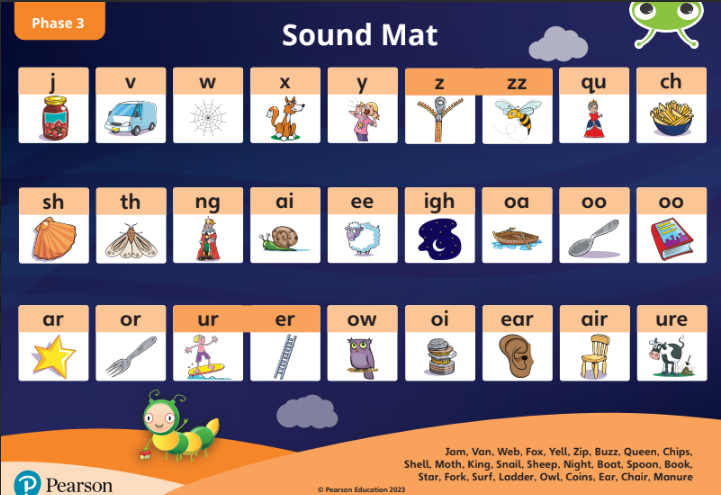 Phase 3
Sound Mat
j v w x y z zz qu ch
sh th ng ai ee igh oa oo oo
ar or ur er ow oi ear air ure
Jam, Van, Web, Fox, Yell, Zip, Buzz, Queen, Chips,
Shell, Moth, King, Snail, Sheep, Night, Boat, Spoon, Book,
Star, Fork, Surf, Ladder, Owl, Coins, Ear, Chair, Manure
P Pearson
© Pearson Education 2023